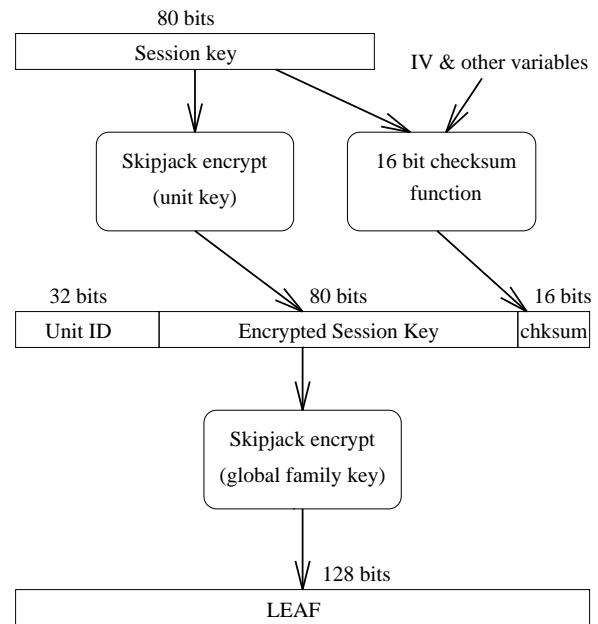 80 bits
Session key
IV & other variables
Skipjack encrypt
(unit key)
16 bit checksum
function
32 bits
80 bits
16 bits
Unit ID
Encrypted Session Key
chksum
Skipjack encrypt
(global family key)
128 bits
LEAF